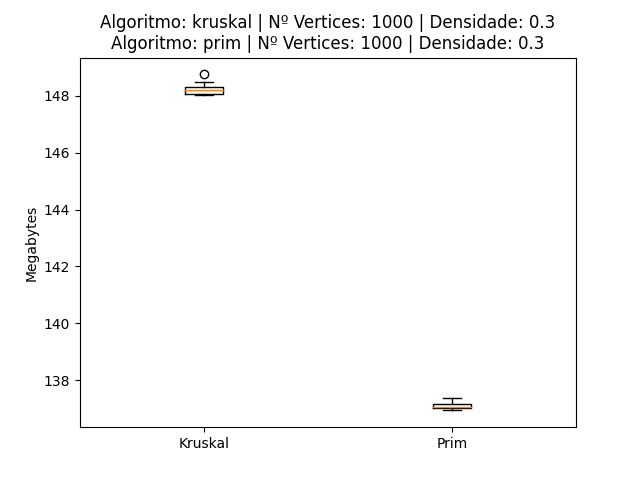 Algoritmo: kruskal | Nº Vertices: 1000 | Densidade: 0.3
Algoritmo: prim | Nº Vertices: 1000 | Densidade: 0.3
148
146
144
142
140
138
Megabytes
Kruskal
Prim